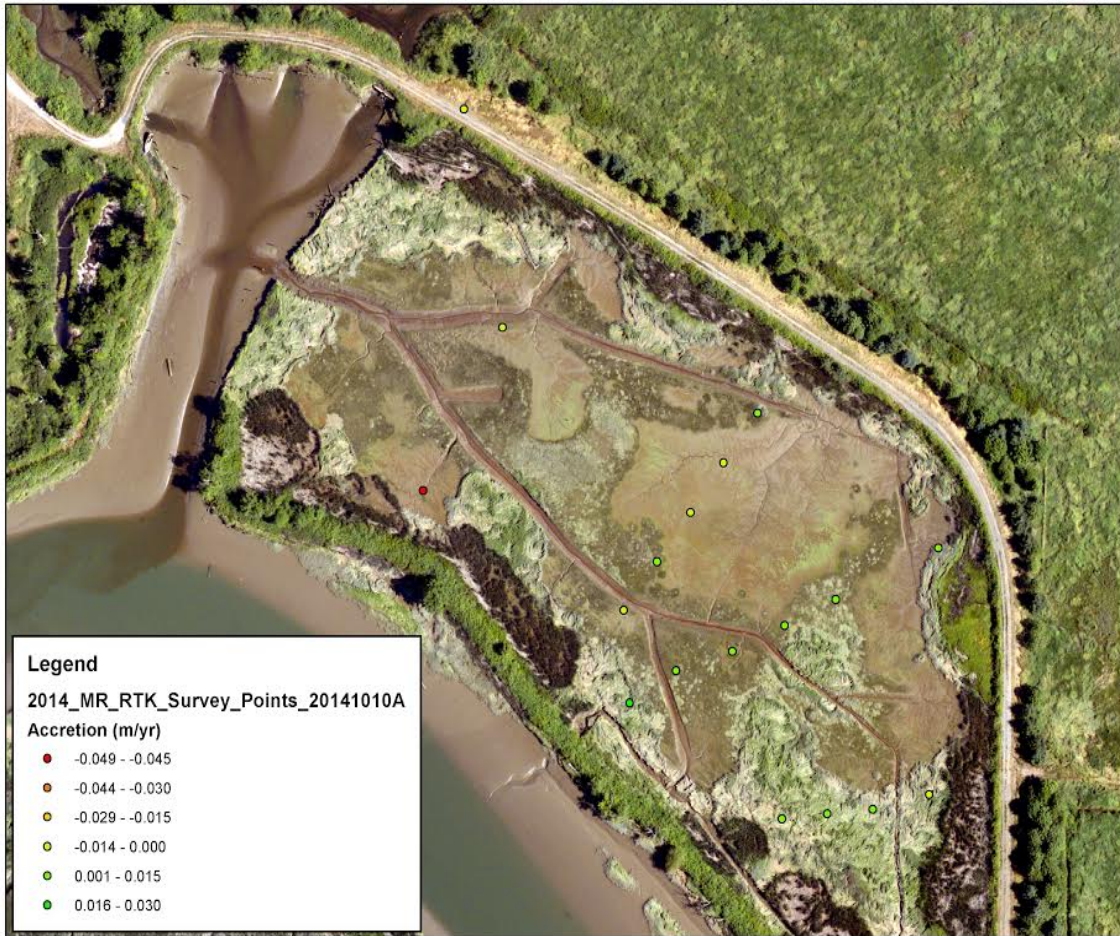 Legend
2014_MR_RTK_Survey_Points_20141010A
Accretion (m/yr)
-0.049 - -0.045
-0.044 - -0.030
-0.029 - -0.015
-0.014 - 0.000
0.001 - 0.015
0.016 - 0.030